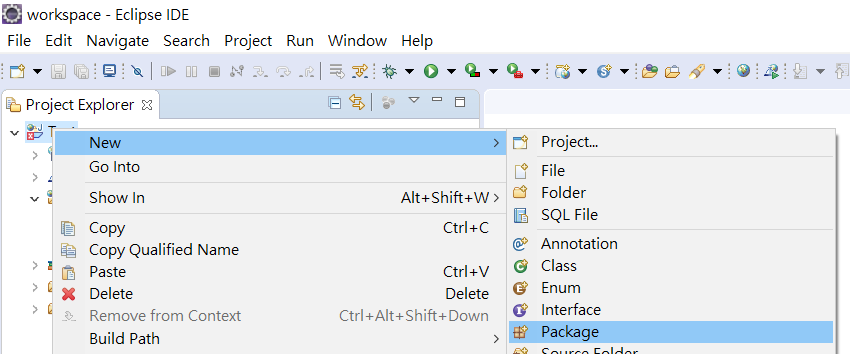 workspace - Eclipse IDE
File Edit Navigate Search Project Run Window Help
Project Explorer
New
Go Into
Show In Alt+Shift+W
Copy Ctrl+C
Copy Qualified Name
Paste Ctrl+V
Delete Delete
Remove from Context Ctrl+Alt+Shift+Down
Build Path
Project...
File
Folder
SQL File
Annotation
Class
Enum
Interface
Package
Source Folder